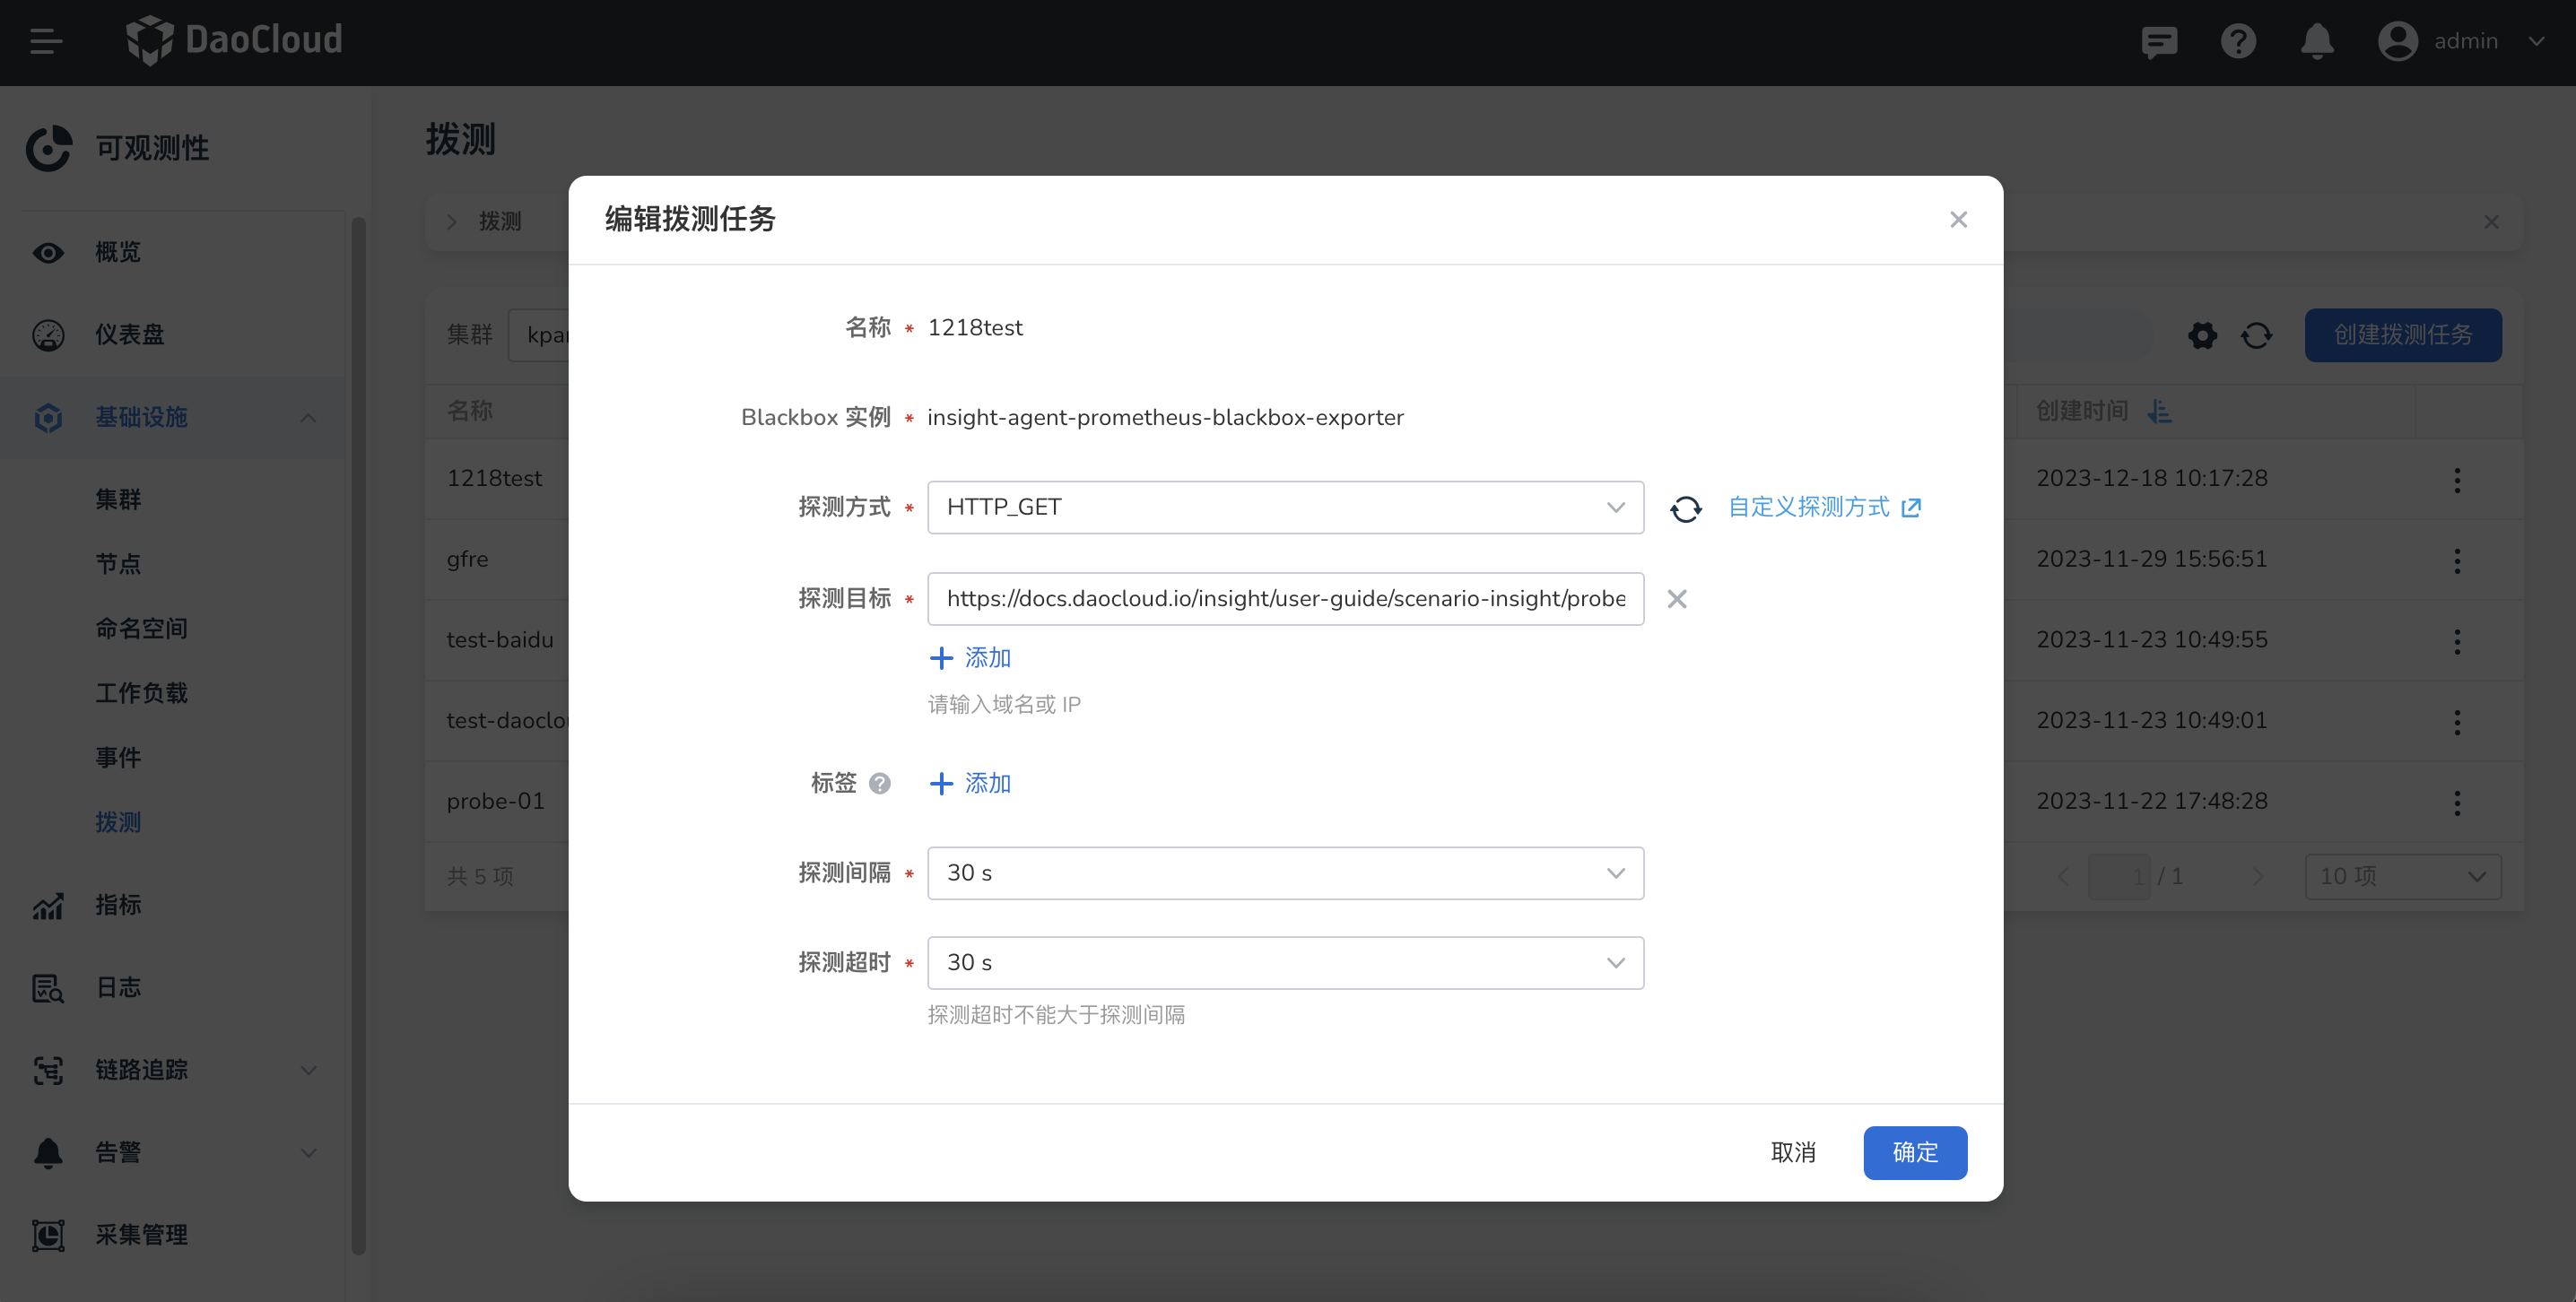 DaoCloud
admin
可观测性
概览
仪表盘
基础设施
集群
节点
命名空间
工作负载
事件
拨测
指标
日志
链路追踪
告警
采集管理
拨测
拨测
集群
创建拨测任务
名称
创建时间
1218test
2023-12-18 10:17:28
gfre
2023-11-29 15:56:51
test-baidu
2023-11-23 10:49:55
2023-11-23 10:49:01
probe-01
2023-11-22 17:48:28
共 5 项
1 / 1
10 项
编辑拨测任务
名称 * 1218test
Blackbox 实例 * insight-agent-prometheus-blackbox-exporter
探测方式 * HTTP_GET 自定义探测方式
探测目标 * https://docs.daocloud.io/insight/user-guide/scenario-insight/probe
添加
请输入域名或 IP
标签 ? 添加
探测间隔 * 30 s
探测超时 * 30 s
探测超时不能大于探测间隔
取消
确定